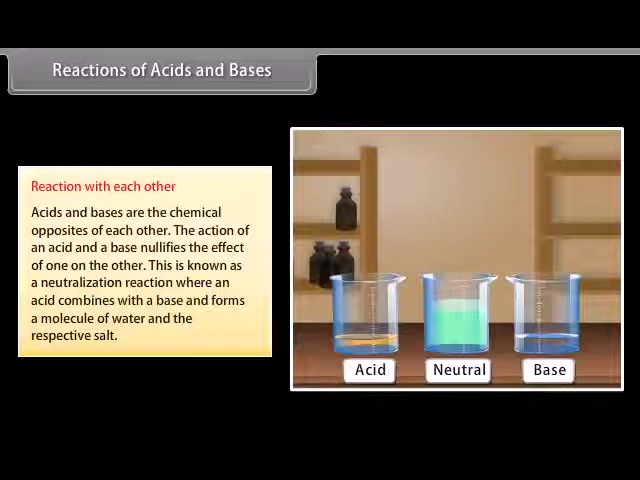 Reactions of Acids and Bases
Reaction with each other
Acids and bases are the chemical
opposites of each other. The action of
an acid and a base nullifies the effect
of one on the other. This is known as
a neutralization reaction where an
acid combines with a base and forms
a molecule of water and the
respective salt.
Acid
Neutral
Base